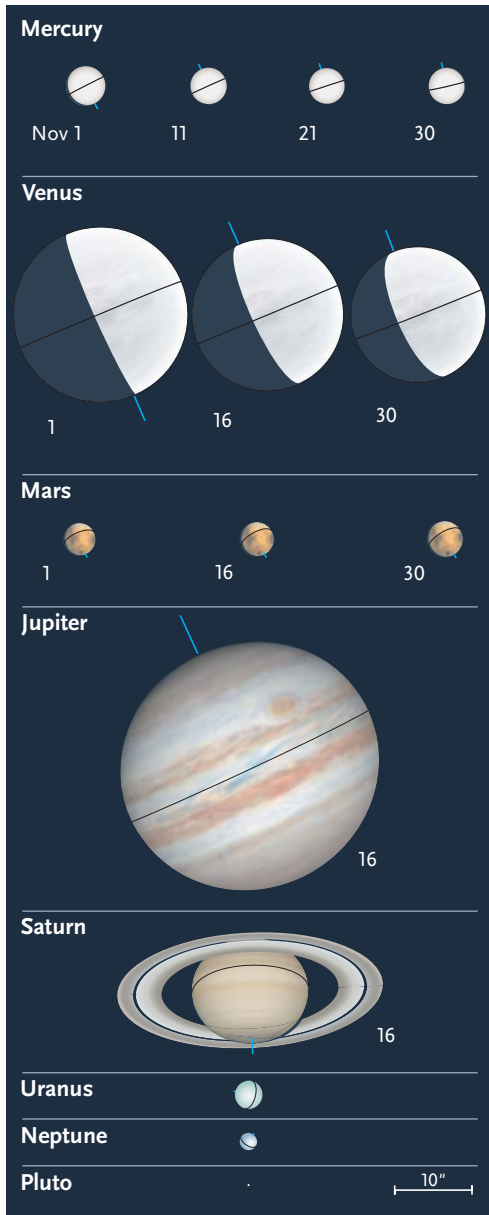 Mercury
Nov 1 11 21 30
Venus
1 16 30
Mars
1 16 30
Jupiter
16
Saturn
16
Uranus
Neptune
Pluto 10"